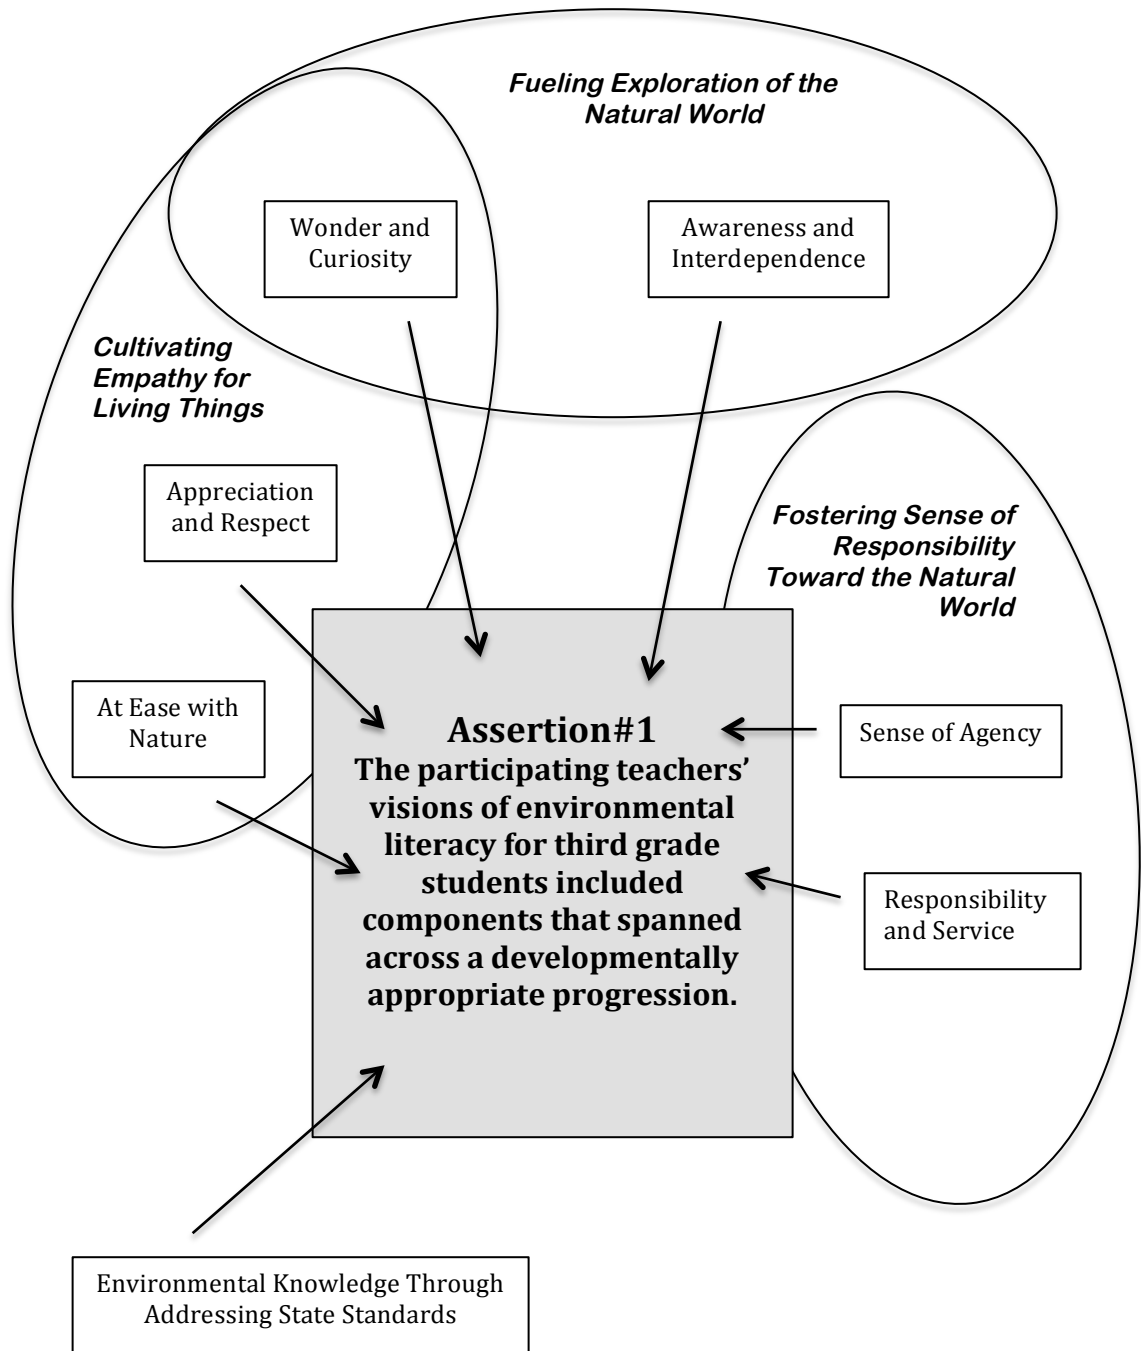 Fueling Exploration of the
Natural World
Wonder and
Curiosity
Awareness and
Interdependence
Cultivating
Empathy for
Living Things
Appreciation
and Respect
Fostering Sense of
Responsibility
Toward the Natural
World
At Ease with
Nature
Sense of Agency
Assertion#1
The participating teachers’
visions of environmental
literacy for third grade
students included
components that spanned
across a developmentally
appropriate progression.
Responsibility
and Service
Environmental Knowledge Through
Addressing State Standards